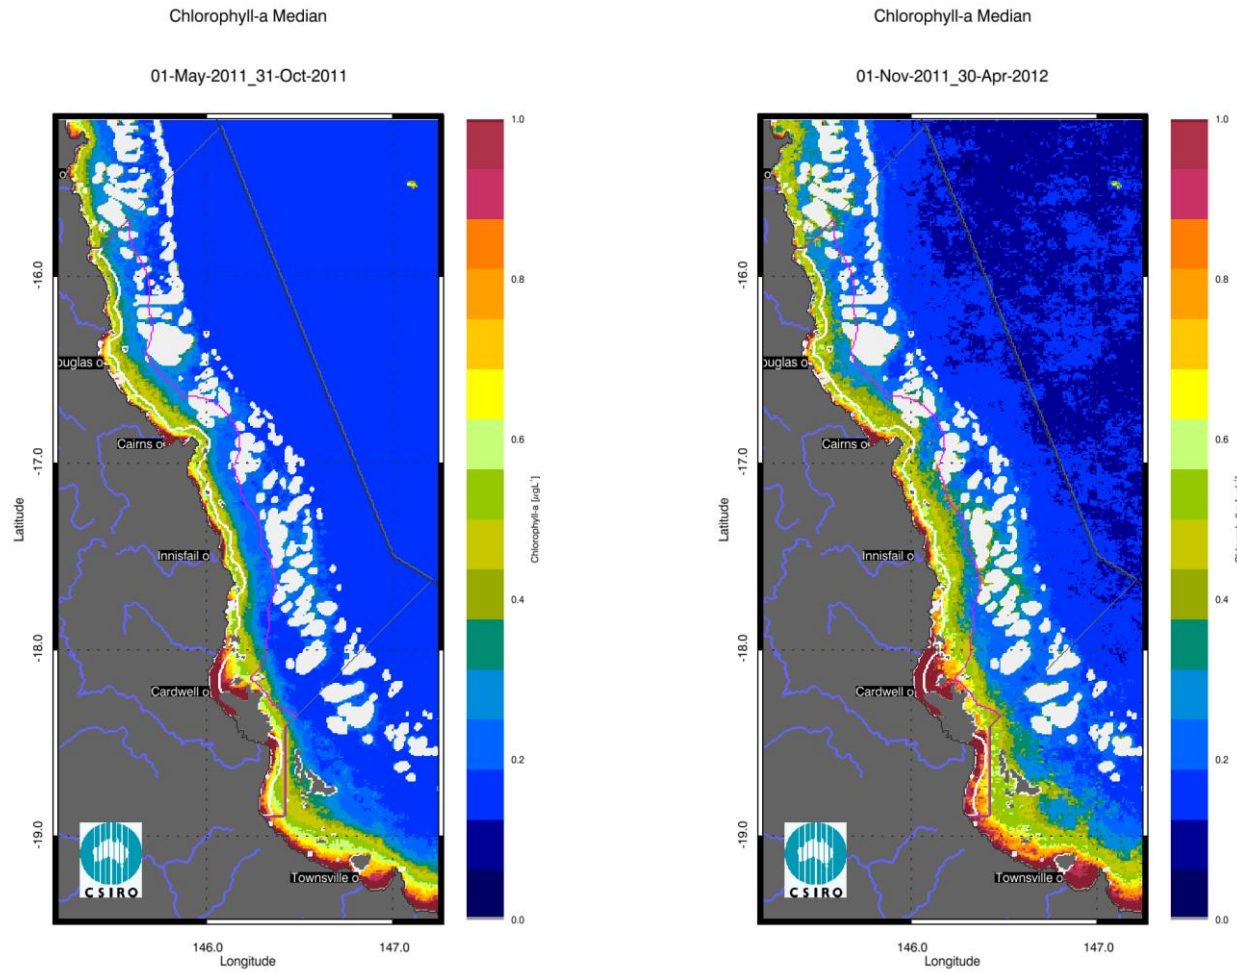 Chlorophyll-a Median
01-May-2011_31-Oct-2011
-16.0
-17.0
-18.0
-19.0
Latitude
ouglas o
Cairns o
Innisfail o
Cardwell o
Townsville o
CSIRO
146.0
147.0
Longitude
1.0
0.8
0.6
0.4
0.2
0.0
Chlorophyll-a [µgL⁻¹]
Chlorophyll-a Median
01-Nov-2011_30-Apr-2012
-16.0
-17.0
-18.0
-19.0
Latitude
ouglas o
Cairns o
Innisfail o
Cardwell o
Townsville o
CSIRO
146.0
147.0
Longitude
1.0
0.8
0.6
0.4
0.2
0.0